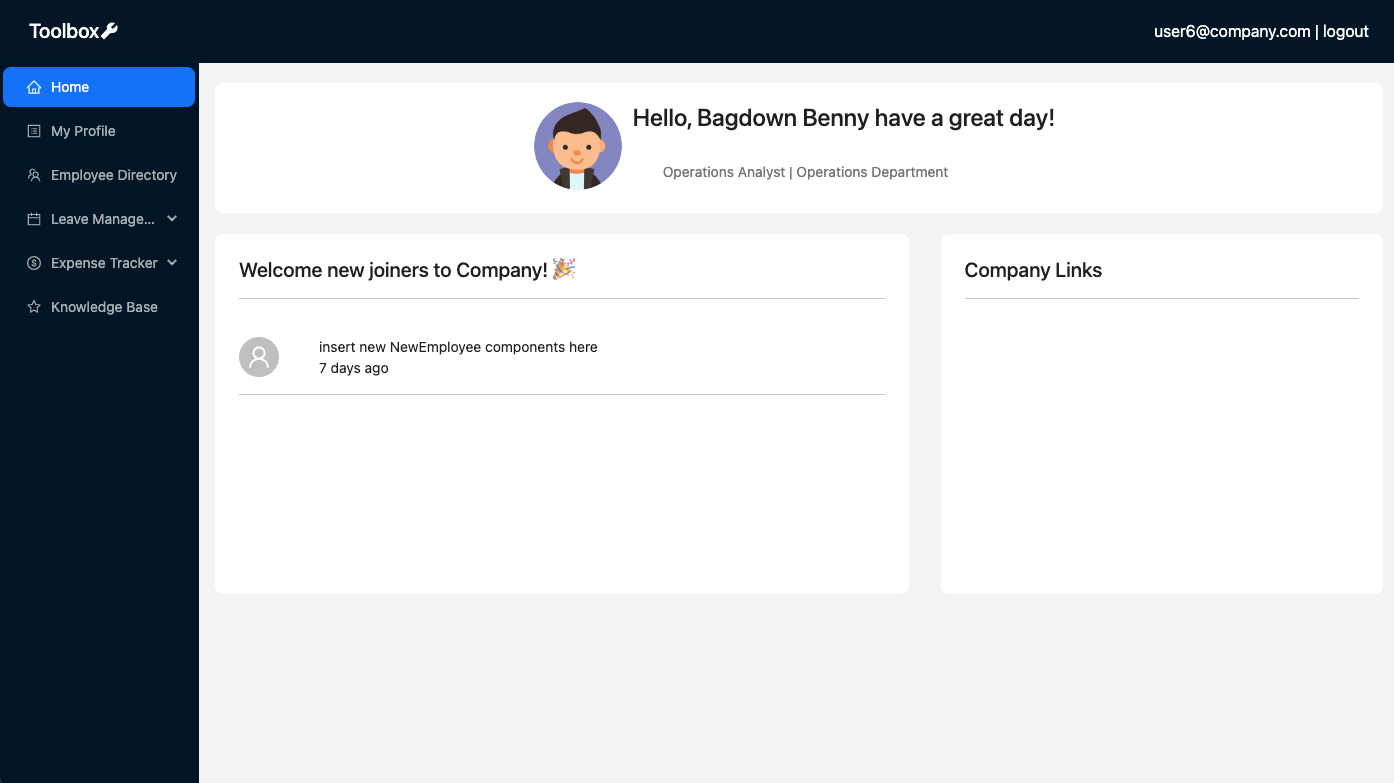 Toolbox
user6@company.com | logout
Home
My Profile
Employee Directory
Leave Manage...
Expense Tracker
Knowledge Base
Hello, Bagdown Benny have a great day!
Operations Analyst | Operations Department
Welcome new joiners to Company! 🎉
insert new NewEmployee components here
7 days ago
Company Links